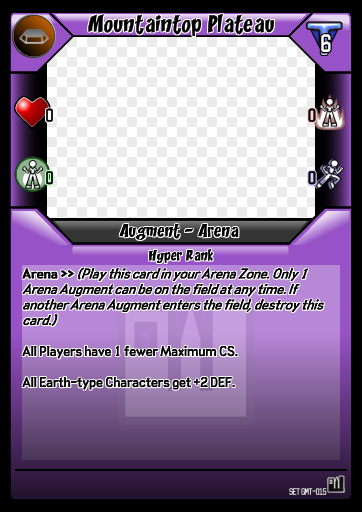 Mountaintop Plateau
6
0
0
0
0
Augment - Arena
Hyper Rank
Arena >> (Play this card in your Arena Zone. Only 1
Arena Augment can be on the field at any time. If
another Arena Augment enters the field, destroy this
card.)
All Players have 1 fewer Maximum CS.
All Earth-type Characters get +2 DEF.
SET GMT-015